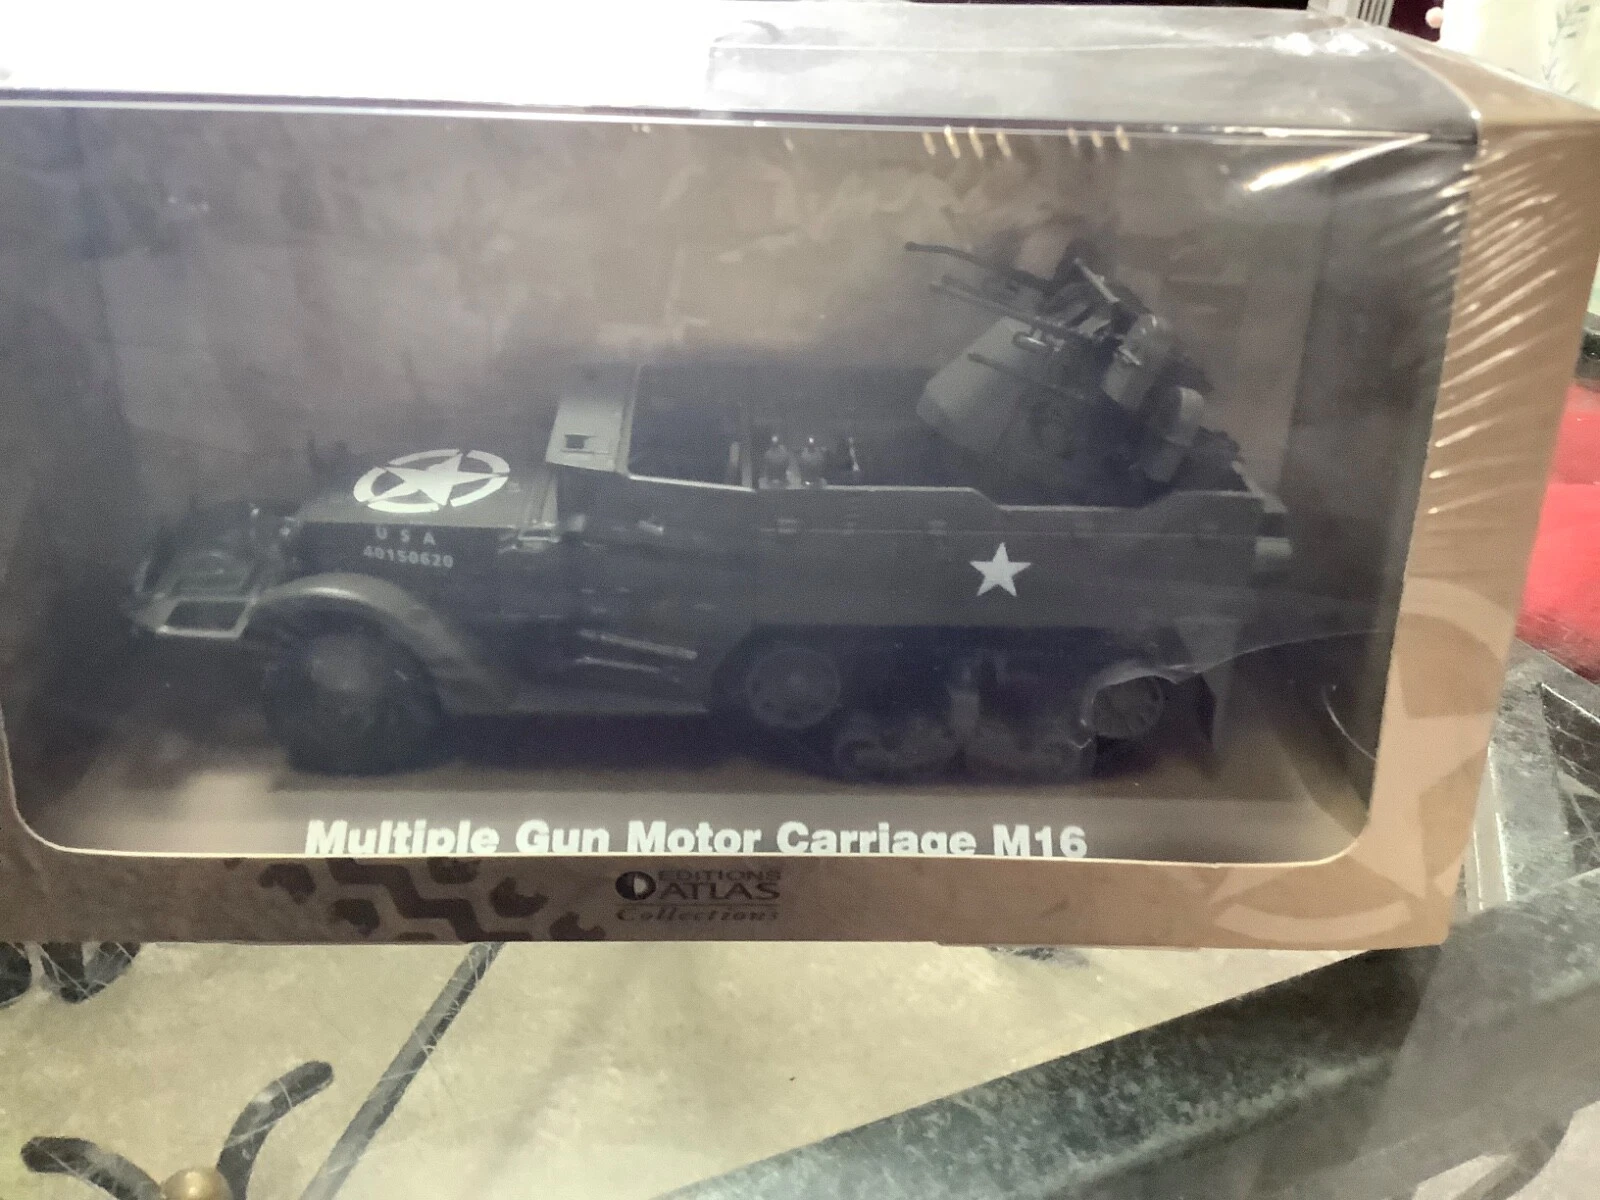 U S A
40150620
Multiple Gun Motor Carriage M16
EDITIONS
ATLAS
Collections